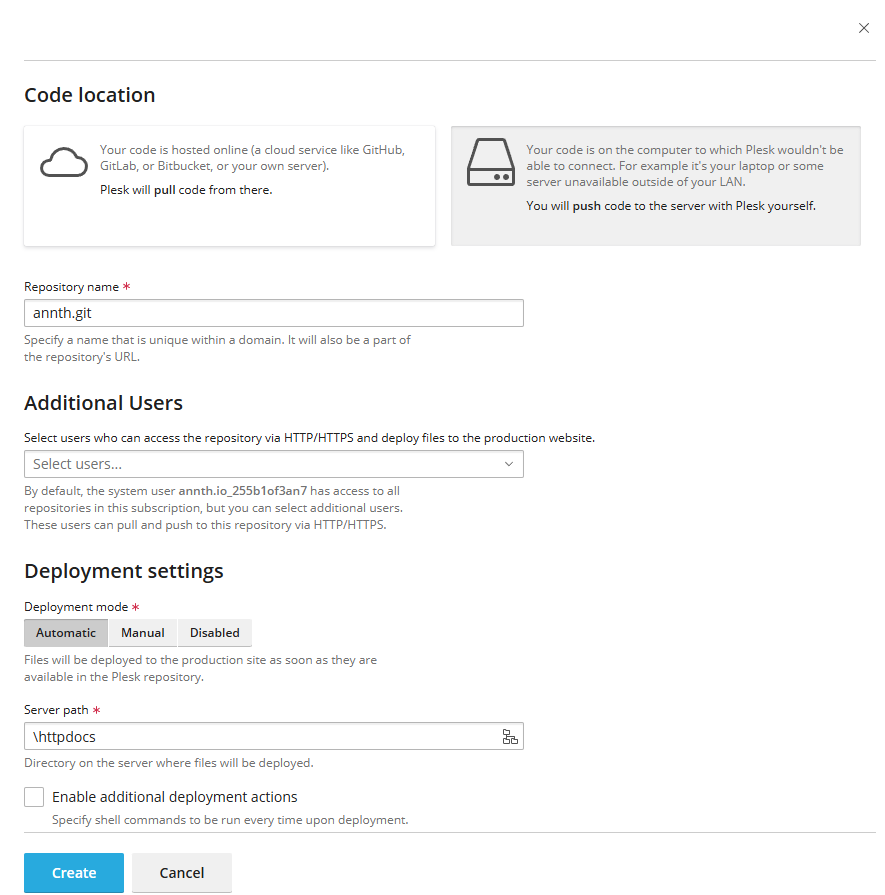 Code location
Your code is hosted online (a cloud service like GitHub,
GitLab, or Bitbucket, or your own server).
Plesk will pull code from there.
Your code is on the computer to which Plesk wouldn't be
able to connect. For example it's your laptop or some
server unavailable outside of your LAN.
You will push code to the server with Plesk yourself.
Repository name *
annth.git
Specify a name that is unique within a domain. It will also be a part of
the repository's URL.
Additional Users
Select users who can access the repository via HTTP/HTTPS and deploy files to the production website.
Select users...
By default, the system user annth.io_255b1of3an7 has access to all
repositories in this subscription, but you can select additional users.
These users can pull and push to this repository via HTTP/HTTPS.
Deployment settings
Deployment mode *
Automatic Manual Disabled
Files will be deployed to the production site as soon as they are
available in the Plesk repository.
Server path *
\httpdocs
Directory on the server where files will be deployed.
Enable additional deployment actions
Specify shell commands to be run every time upon deployment.
Create Cancel